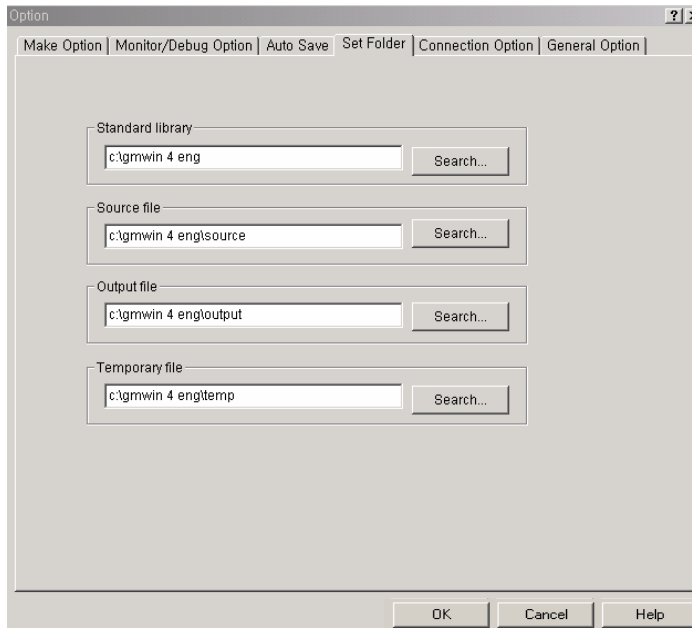 Option
Make Option Monitor/Debug Option Auto Save Set Folder Connection Option General Option
Standard library
c:\gmwin 4 eng Search...
Source file
c:\gmwin 4 eng\source Search...
Output file
c:\gmwin 4 eng\output Search...
Temporary file
c:\gmwin 4 eng\temp Search...
OK Cancel Help